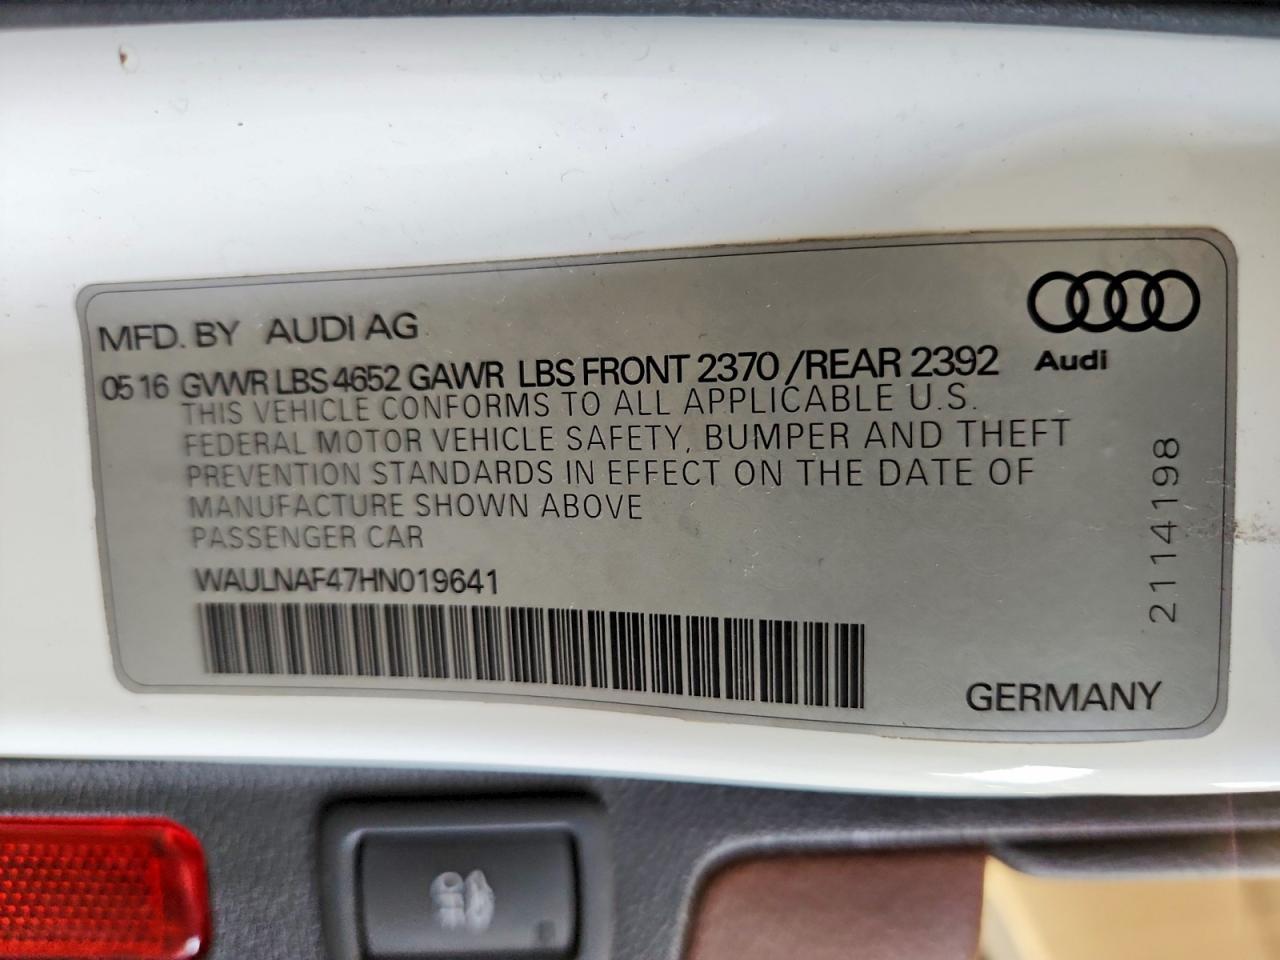 MFD. BY AUDI AG
05 16 GVWR LBS 4652 GAWR LBS FRONT 2370 /REAR 2392
THIS VEHICLE CONFORMS TO ALL APPLICABLE U.S.
FEDERAL MOTOR VEHICLE SAFETY, BUMPER AND THEFT
PREVENTION STANDARDS IN EFFECT ON THE DATE OF
MANUFACTURE SHOWN ABOVE
PASSENGER CAR
WAULNAF47HN019641
Audi
2114198
GERMANY
OFF